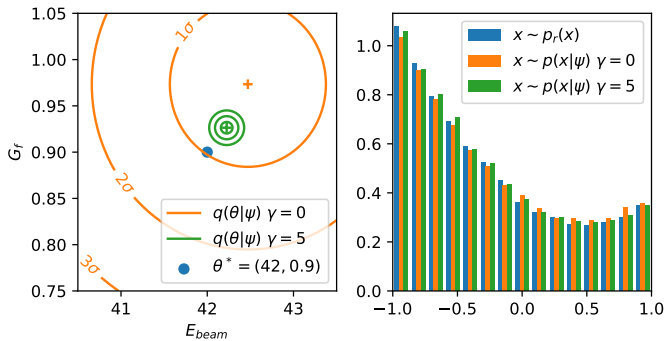 1.05
1.00
0.95
0.90
0.85
0.80
0.75
G_f
1σ
2σ
3σ
q(θ|ψ) γ = 0
q(θ|ψ) γ = 5
θ* = (42, 0.9)
41
42
43
E_beam
1.0
0.8
0.6
0.4
0.2
0.0
x ~ p_r(x)
x ~ p(x|ψ) γ = 0
x ~ p(x|ψ) γ = 5
−1.0
−0.5
0.0
0.5
1.0